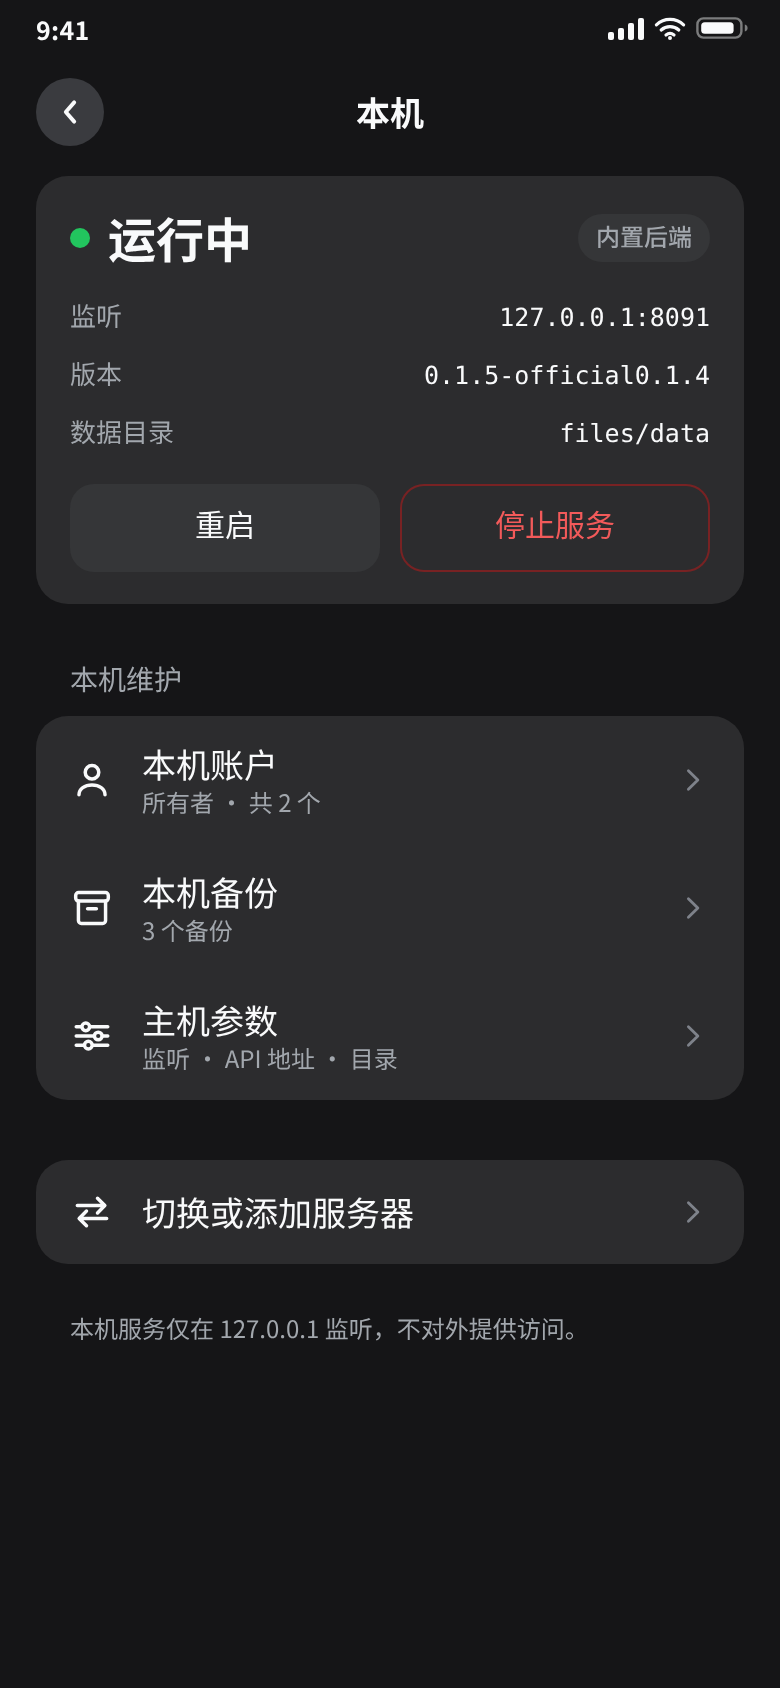 9:41
本机
运行中
内置后端
监听
127.0.0.1:8091
版本
0.1.5-official0.1.4
数据目录
files/data
重启
停止服务
本机维护
本机账户
所有者 · 共 2 个
本机备份
3 个备份
主机参数
监听 · API 地址 · 目录
切换或添加服务器
本机服务仅在 127.0.0.1 监听，不对外提供访问。